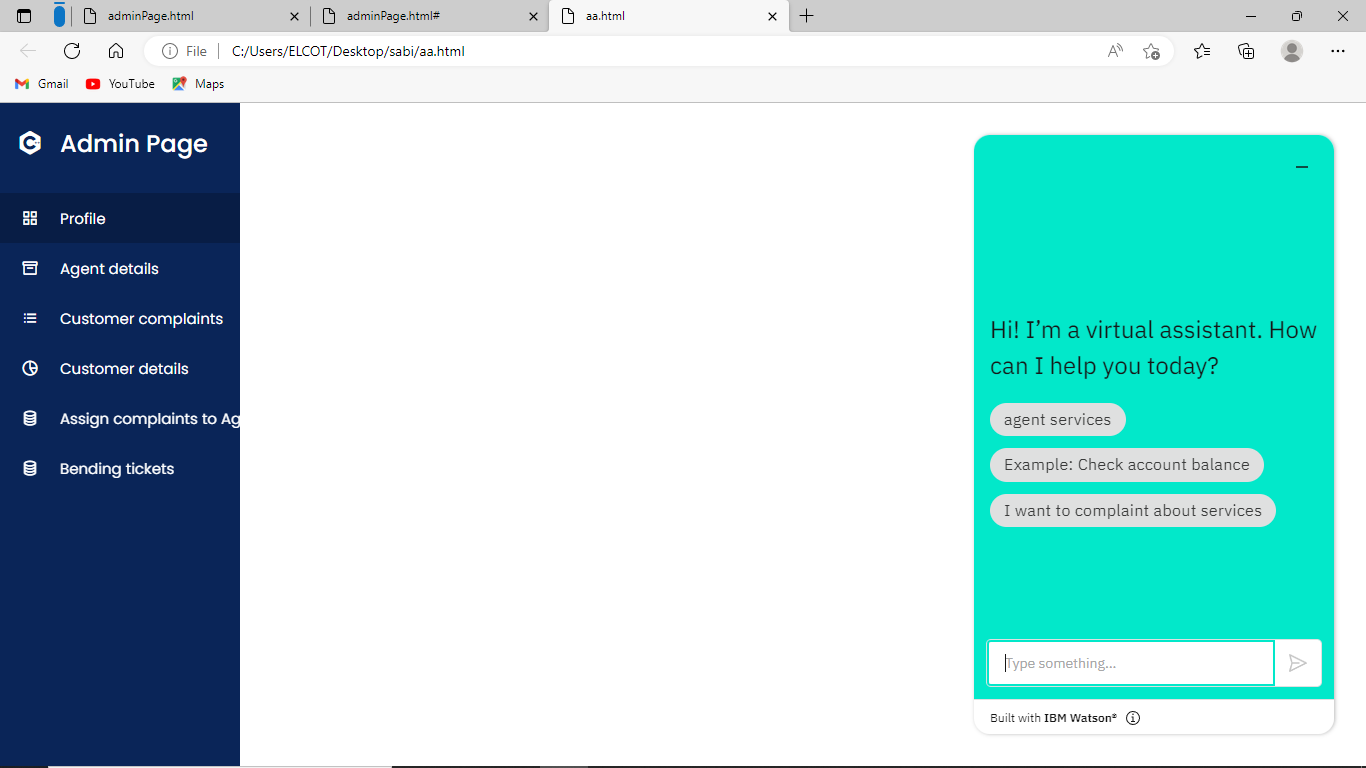 adminPage.html
adminPage.html#
aa.html
File
C:/Users/ELCOT/Desktop/sabi/aa.html
Gmail
YouTube
Maps
Admin Page
Profile
Agent details
Customer complaints
Customer details
Assign complaints to Ag
Bending tickets
Hi! I’m a virtual assistant. How
can I help you today?
agent services
Example: Check account balance
I want to complaint about services
Type something...
Built with IBM Watson®